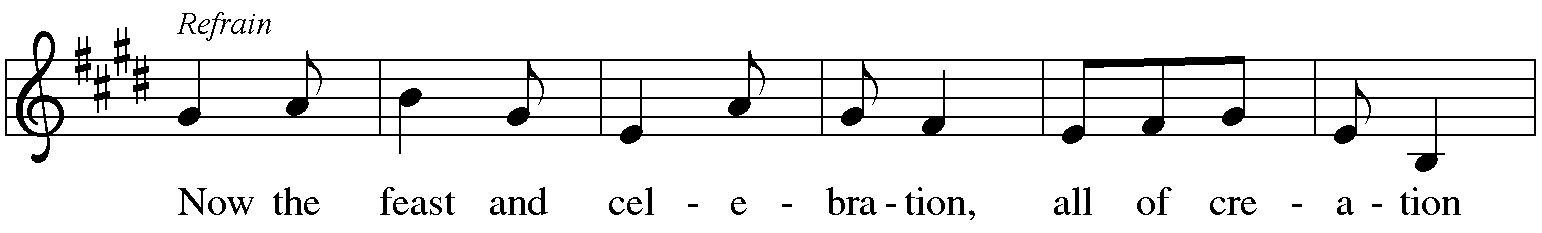 Refrain
Now the feast and cel - e - bra - tion, all of cre - a - tion